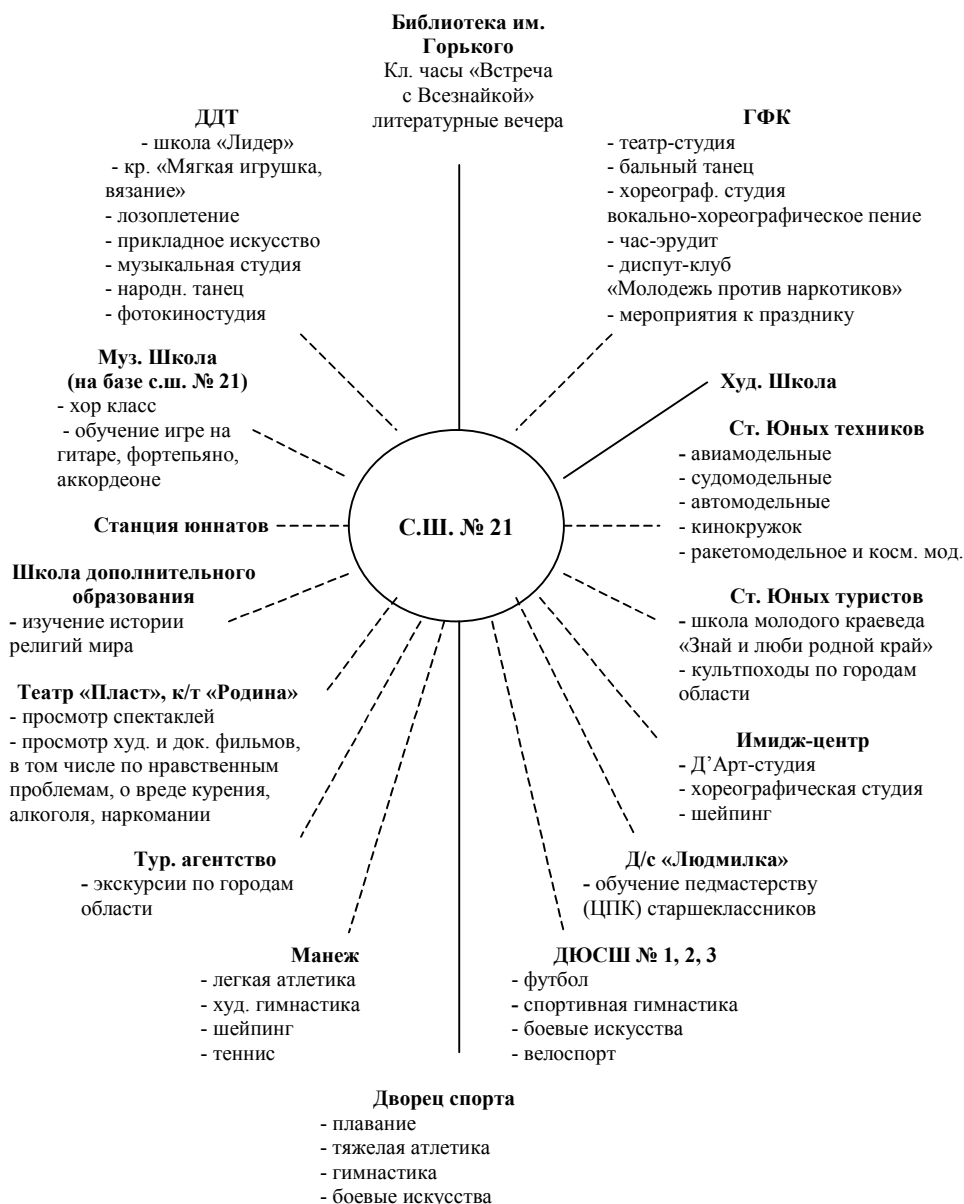 Библиотека им.
Горького
Кл. часы «Встреча
с Всезнайкой»
литературные вечера
ДДТ
- школа «Лидер»
- кр. «Мягкая игрушка,
вязание»
- лозоплетение
- прикладное искусство
- музыкальная студия
- народн. танец
- фотокиностудия
ГФК
- театр-студия
- бальный танец
- хореограф. студия
вокально-хореографическое пение
- час-эрудит
- диспут-клуб
«Молодежь против наркотиков»
- мероприятия к празднику
Муз. Школа
(на базе с.ш. № 21)
- хор класс
- обучение игре на
гитаре, фортепьяно,
аккордеоне
Худ. Школа
Ст. Юных техников
- авиамодельные
- судомодельные
- автомодельные
- кинокружок
- ракетомодельное и косм. мод.
Станция юннатов
С.Ш. № 21
Школа дополнительного
образования
- изучение истории
религий мира
Ст. Юных туристов
- школа молодого краеведа
«Знай и люби родной край»
- культпоходы по городам
области
Театр «Пласт», к/т «Родина»
- просмотр спектаклей
- просмотр худ. и док. фильмов,
в том числе по нравственным
проблемам, о вреде курения,
алкоголя, наркомании
Имидж-центр
- Д’Арт-студия
- хореографическая студия
- шейпинг
Тур. агентство
- экскурсии по городам
области
Д/с «Людмилка»
- обучение педмастерству
(ЦПК) старшеклассников
Манеж
- легкая атлетика
- худ. гимнастика
- шейпинг
- теннис
ДЮСШ № 1, 2, 3
- футбол
- спортивная гимнастика
- боевые искусства
- велоспорт
Дворец спорта
- плавание
- тяжелая атлетика
- гимнастика
- боевые искусства